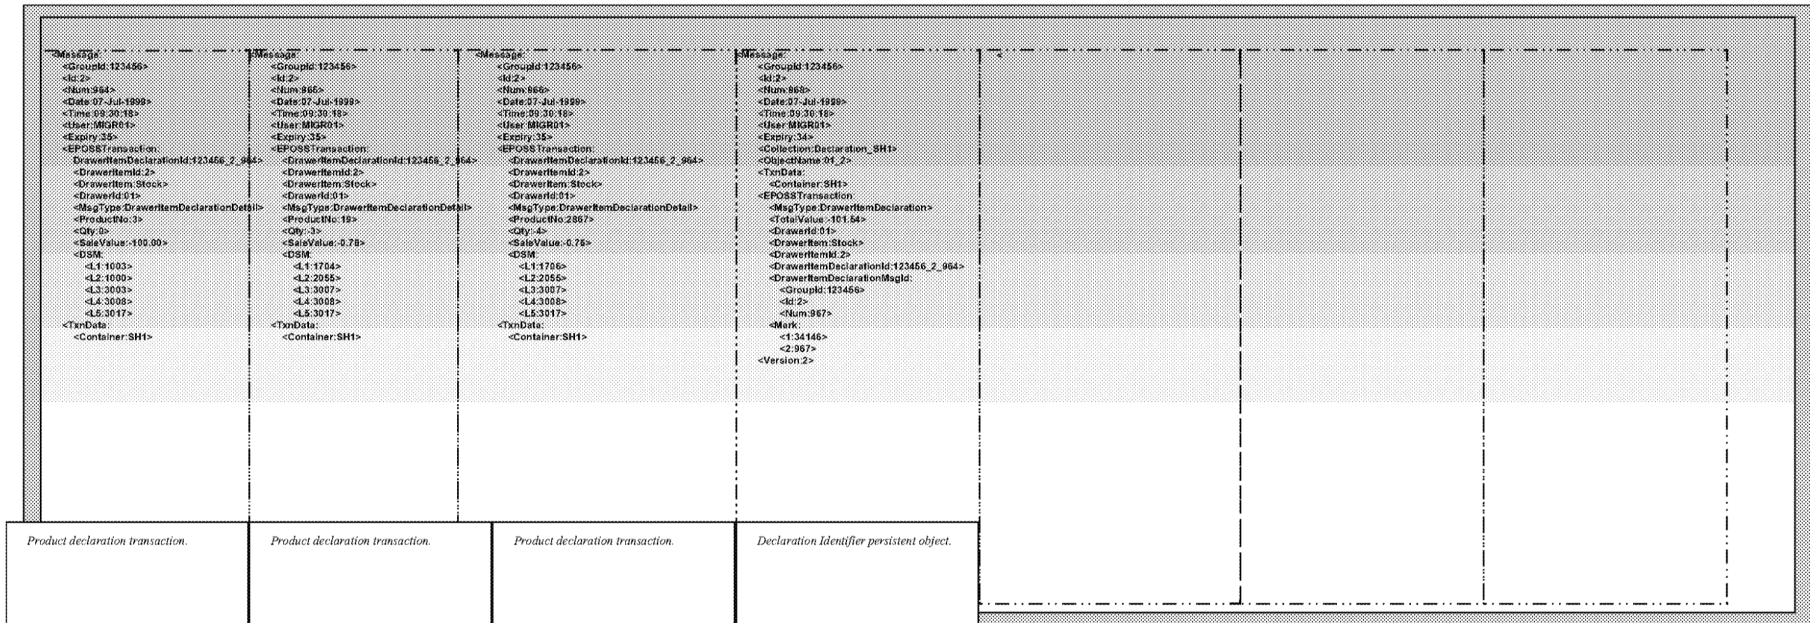 <Message:
<GroupId:123456>
<Id:2>
<Num:964>
<Date:07-Jul-1999>
<Time:09:30:18>
<User:MIGR01>
<Expiry:35>
<EPOSSTransaction:
DrawerItemDeclarationId:123456_2_964>
<DrawerItemId:2>
<DrawerItem:Stock>
<DrawerId:01>
<MsgType:DrawerItemDeclarationDetail>
<ProductNo:3>
<Qty:0>
<SaleValue:-100.00>
<DSM:
<L1:1003>
<L2:1000>
<L3:3003>
<L4:3008>
<L5:3017>
<TxnData:
<Container:SH1>
Product declaration transaction.
<Message:
<GroupId:123456>
<Id:2>
<Num:965>
<Date:07-Jul-1999>
<Time:09:30:18>
<User:MIGR01>
<Expiry:35>
<EPOSSTransaction:
<DrawerItemDeclarationId:123456_2_964>
<DrawerItemId:2>
<DrawerItem:Stock>
<DrawerId:01>
<MsgType:DrawerItemDeclarationDetail>
<ProductNo:19>
<Qty:-3>
<SaleValue:-0.78>
<DSM:
<L1:1704>
<L2:2055>
<L3:3007>
<L4:3008>
<L5:3017>
<TxnData:
<Container:SH1>
Product declaration transaction.
<Message:
<GroupId:123456>
<Id:2>
<Num:966>
<Date:07-Jul-1999>
<Time:09:30:18>
<User:MIGR01>
<Expiry:35>
<EPOSSTransaction:
<DrawerItemDeclarationId:123456_2_964>
<DrawerItemId:2>
<DrawerItem:Stock>
<DrawerId:01>
<MsgType:DrawerItemDeclarationDetail>
<ProductNo:2867>
<Qty:-4>
<SaleValue:-0.76>
<DSM:
<L1:1706>
<L2:2056>
<L3:3007>
<L4:3008>
<L5:3017>
<TxnData:
<Container:SH1>
Product declaration transaction.
<Message:
<GroupId:123456>
<Id:2>
<Num:968>
<Date:07-Jul-1999>
<Time:09:30:18>
<User:MIGR01>
<Expiry:34>
<Collection:Declaration_SH1>
<ObjectName:01_2>
<TxnData:
<Container:SH1>
<EPOSSTransaction
<MsgType:DrawerItemDeclaration>
<TotalValue:-101.54>
<DrawerId:01>
<DrawerItem:Stock>
<DrawerItemId:2>
<DrawerItemDeclarationId:123456_2_964>
<DrawerItemDeclarationMsgId:
<GroupId:123456>
<Id:2>
<Num:967>
<Mark:
<1:34146>
<2:967>
<Version:2>
Declaration Identifier persistent object.
<